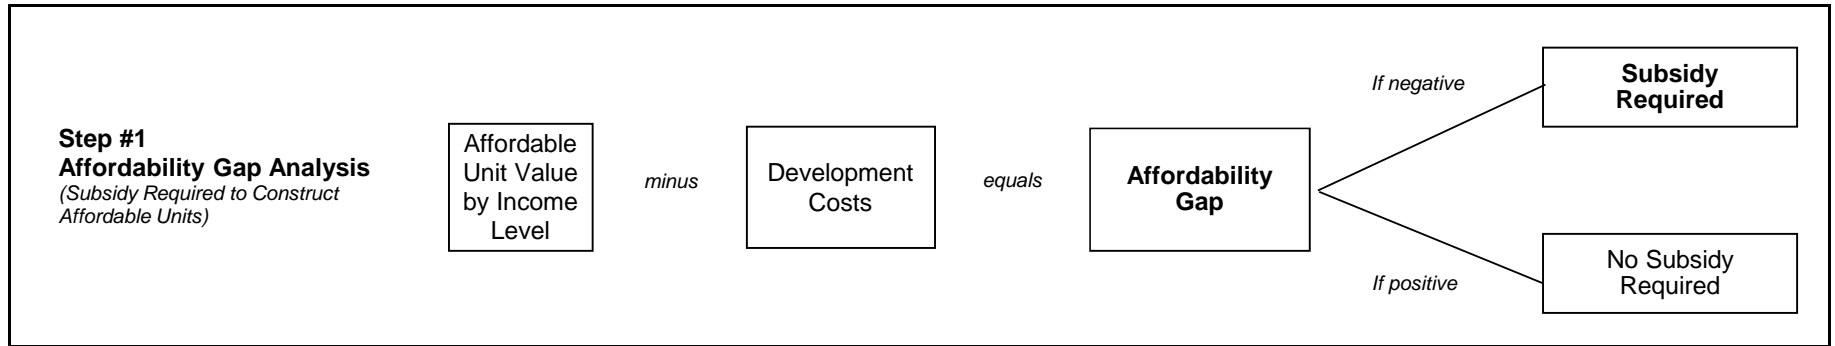 Step #1
Affordability Gap Analysis
(Subsidy Required to Construct
Affordable Units)
Affordable
Unit Value
by Income
Level
minus
Development
Costs
equals
Affordability
Gap
If negative
Subsidy
Required
If positive
No Subsidy
Required